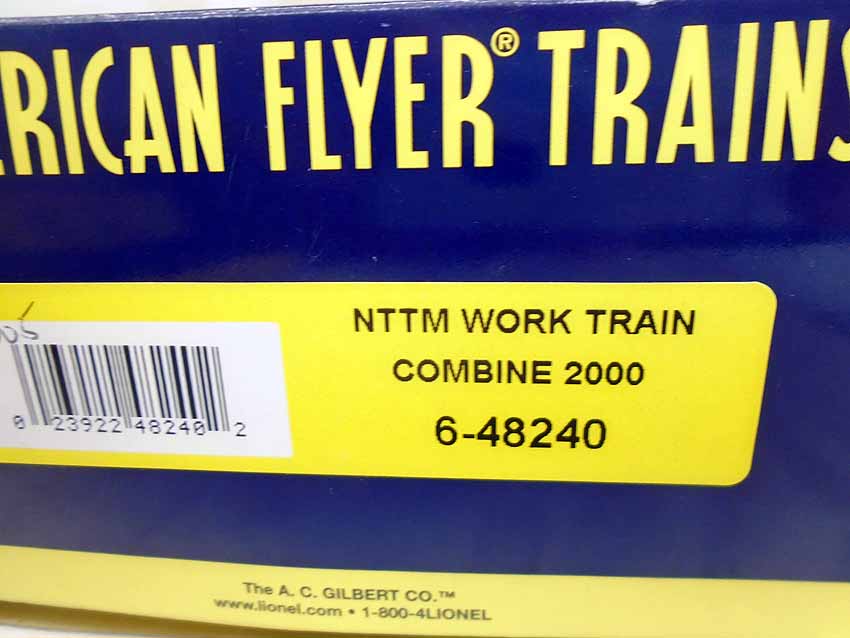 ERICAN FLYER® TRAINS
NTTM WORK TRAIN
COMBINE 2000
6-48240
05
0 23922 48240 2
The A. C. GILBERT CO.™
www.lionel.com • 1-800-4LIONEL